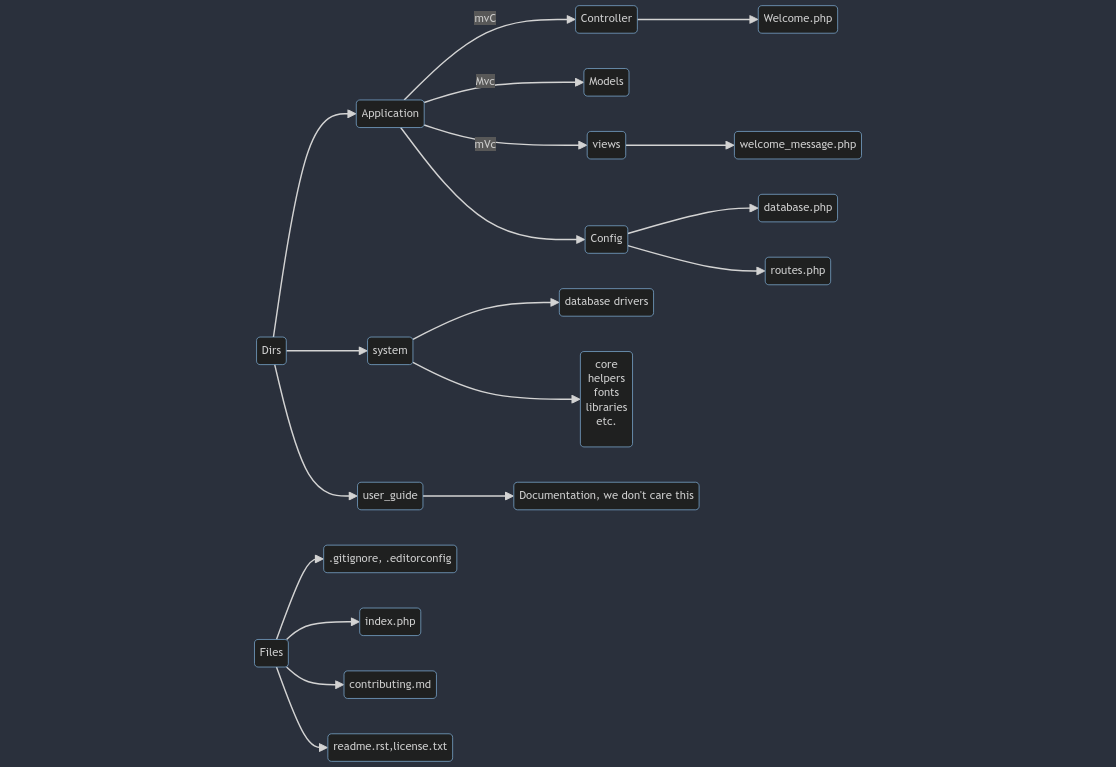 mvC
Controller
Welcome.php
Mvc
Models
Application
mVc
views
welcome_message.php
database.php
Config
routes.php
database drivers
Dirs
system
core
helpers
fonts
libraries
etc.
user_guide
Documentation, we don't care this
.gitignore, .editorconfig
index.php
Files
contributing.md
readme.rst,license.txt